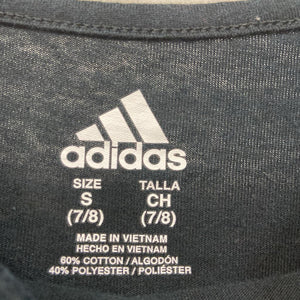 adidas
SIZE TALLA
S CH
(7/8) (7/8)
MADE IN VIETNAM
HECHO EN VIETNAM
60% COTTON / ALGODÓN
40% POLYESTER / POLIÉSTER